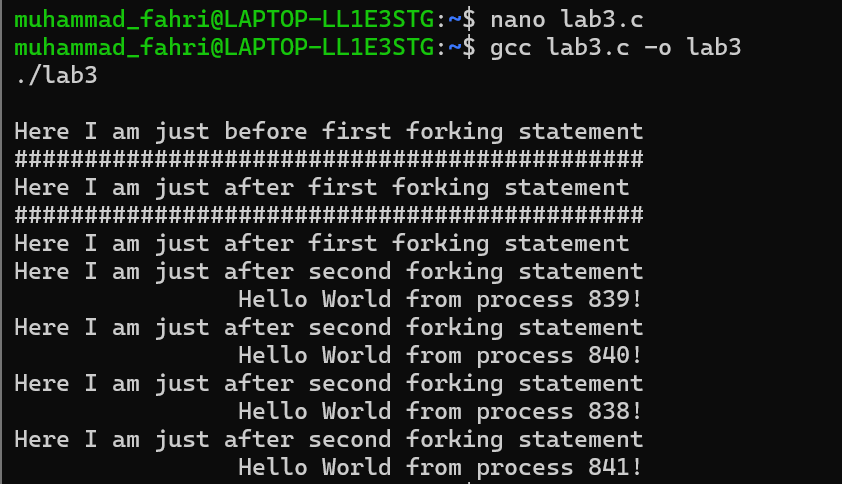 muhammad_fahri@LAPTOP-LL1E3STG:~$ nano lab3.c
muhammad_fahri@LAPTOP-LL1E3STG:~$ gcc lab3.c -o lab3
./lab3
Here I am just before first forking statement
#############################################
Here I am just after first forking statement
#############################################
Here I am just after first forking statement
Here I am just after second forking statement
                Hello World from process 839!
Here I am just after second forking statement
                Hello World from process 840!
Here I am just after second forking statement
                Hello World from process 838!
Here I am just after second forking statement
                Hello World from process 841!